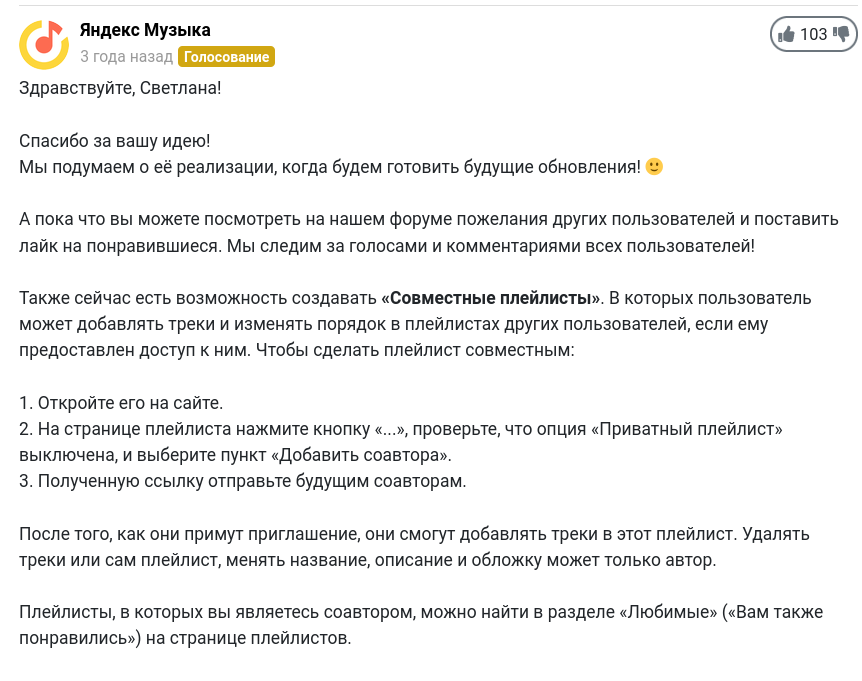 Яндекс Музыка
3 года назад Голосование
103
Здравствуйте, Светлана!
Спасибо за вашу идею!
Мы подумаем о её реализации, когда будем готовить будущие обновления! 🙂
А пока что вы можете посмотреть на нашем форуме пожелания других пользователей и поставить
лайк на понравившиеся. Мы следим за голосами и комментариями всех пользователей!
Также сейчас есть возможность создавать «Совместные плейлисты». В которых пользователь
может добавлять треки и изменять порядок в плейлистах других пользователей, если ему
предоставлен доступ к ним. Чтобы сделать плейлист совместным:
1. Откройте его на сайте.
2. На странице плейлиста нажмите кнопку «...», проверьте, что опция «Приватный плейлист»
выключена, и выберите пункт «Добавить соавтора».
3. Полученную ссылку отправьте будущим соавторам.
После того, как они примут приглашение, они смогут добавлять треки в этот плейлист. Удалять
треки или сам плейлист, менять название, описание и обложку может только автор.
Плейлисты, в которых вы являетесь соавтором, можно найти в разделе «Любимые» («Вам также
понравились») на странице плейлистов.